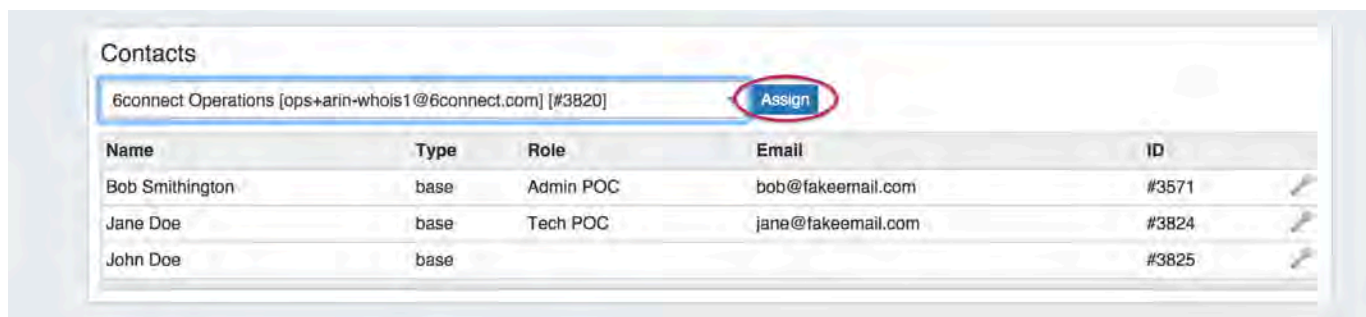 Contacts
6connect Operations [ops+arin-whois1@6connect.com] [#3820] Assign
Name Type Role Email ID
Bob Smithington base Admin POC bob@fakeemail.com #3571
Jane Doe base Tech POC jane@fakeemail.com #3824
John Doe base #3825